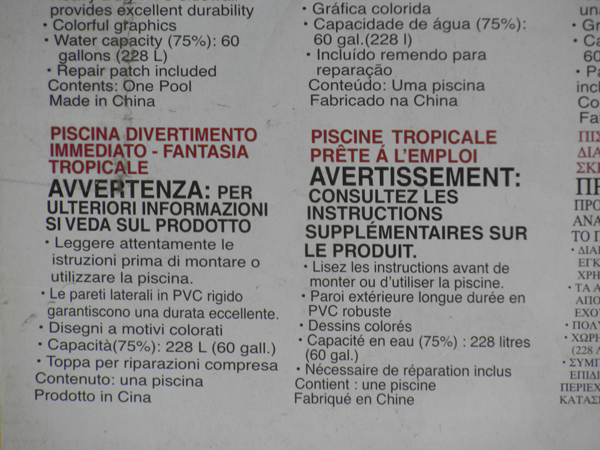 provides excellent durability
• Colorful graphics
• Water capacity (75%): 60
gallons (228 L)
• Repair patch included
Contents: One Pool
Made in China
PISCINA DIVERTIMENTO
IMMEDIATO - FANTASIA
TROPICALE
AVVERTENZA: PER
ULTERIORI INFORMAZIONI
SI VEDA SUL PRODOTTO
• Leggere attentamente le
istruzioni prima di montare o
utilizzare la piscina.
• Le pareti laterali in PVC rigido
garantiscono una durata eccellente.
• Disegni a motivi colorati
• Capacità(75%): 228 L (60 gall.)
• Toppa per riparazioni compresa
Contenuto: una piscina
Prodotto in Cina
• Gráfica colorida
• Capacidade de água (75%):
60 gal.(228 l)
• Incluído remendo para
reparação
Conteúdo: Uma piscina
Fabricado na China
PISCINE TROPICALE
PRÊTE Á L'EMPLOI
AVERTISSEMENT:
CONSULTEZ LES
INSTRUCTIONS
SUPPLÉMENTAIRES SUR
LE PRODUIT.
• Lisez les instructions avant de
monter ou d'utiliser la piscine.
• Paroi extérieure longue durée en
PVC robuste
• Dessins colorés
• Capacité en eau (75%) : 228 litres
(60 gal.)
• Nécessaire de réparation inclus
Contient : une piscine
Fabriqué en Chine